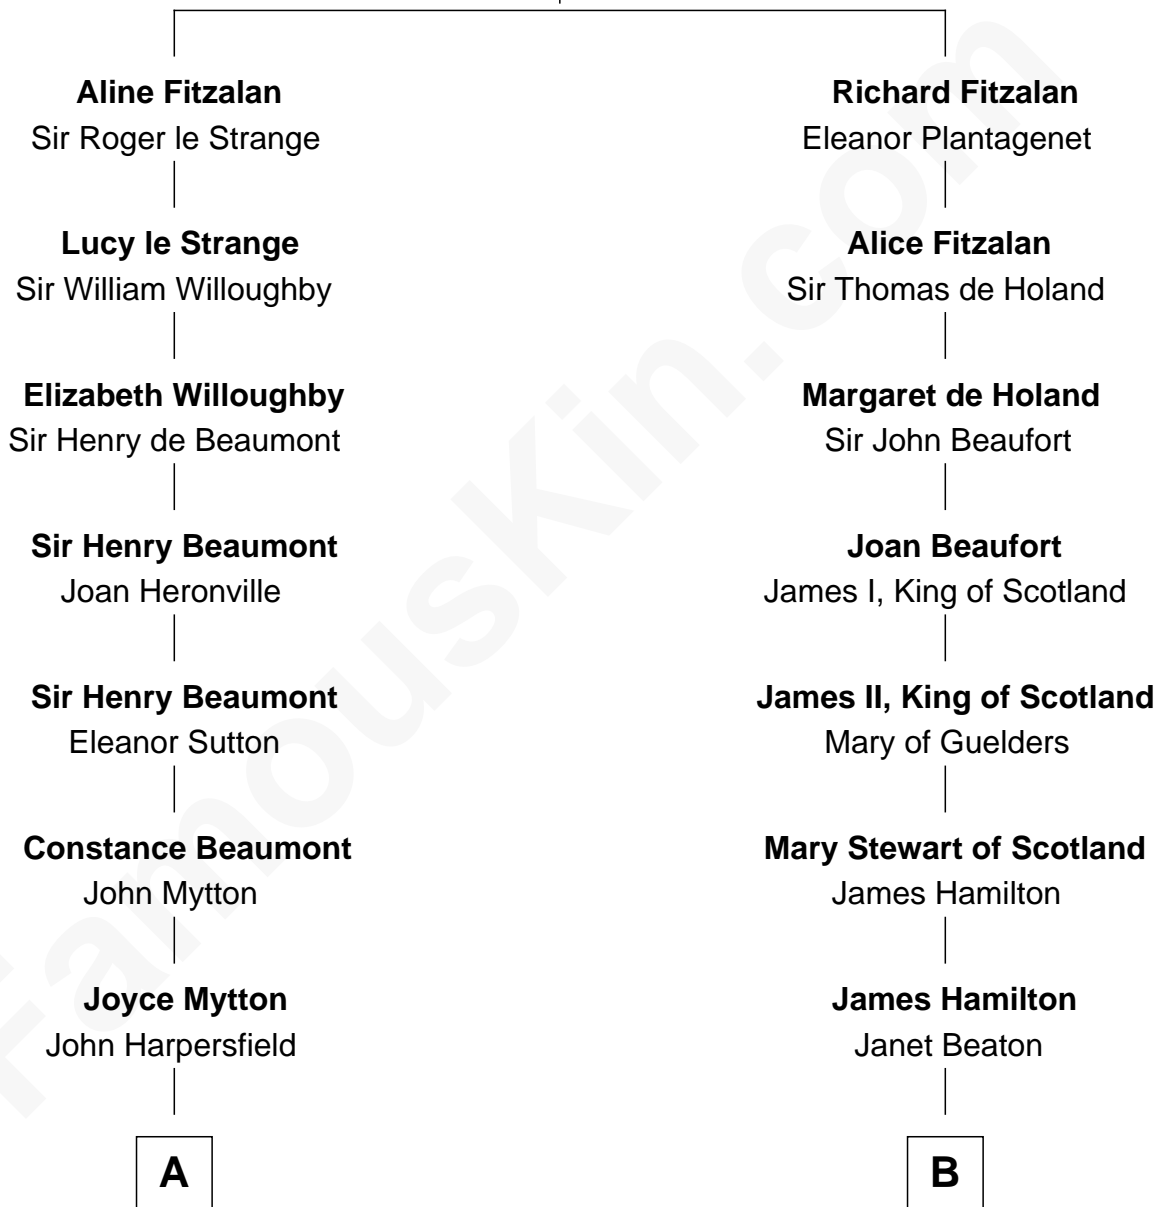 Aline Fitzalan
Sir Roger le Strange
Lucy le Strange
Sir William Willoughby
Elizabeth Willoughby
Sir Henry de Beaumont
Sir Henry Beaumont
Joan Heronville
Sir Henry Beaumont
Eleanor Sutton
Constance Beaumont
John Mytton
Joyce Mytton
John Harpersfield
A
Richard Fitzalan
Eleanor Plantagenet
Alice Fitzalan
Sir Thomas de Holand
Margaret de Holand
Sir John Beaufort
Joan Beaufort
James I, King of Scotland
James II, King of Scotland
Mary of Guelders
Mary Stewart of Scotland
James Hamilton
James Hamilton
Janet Beaton
B
FamousKin.com